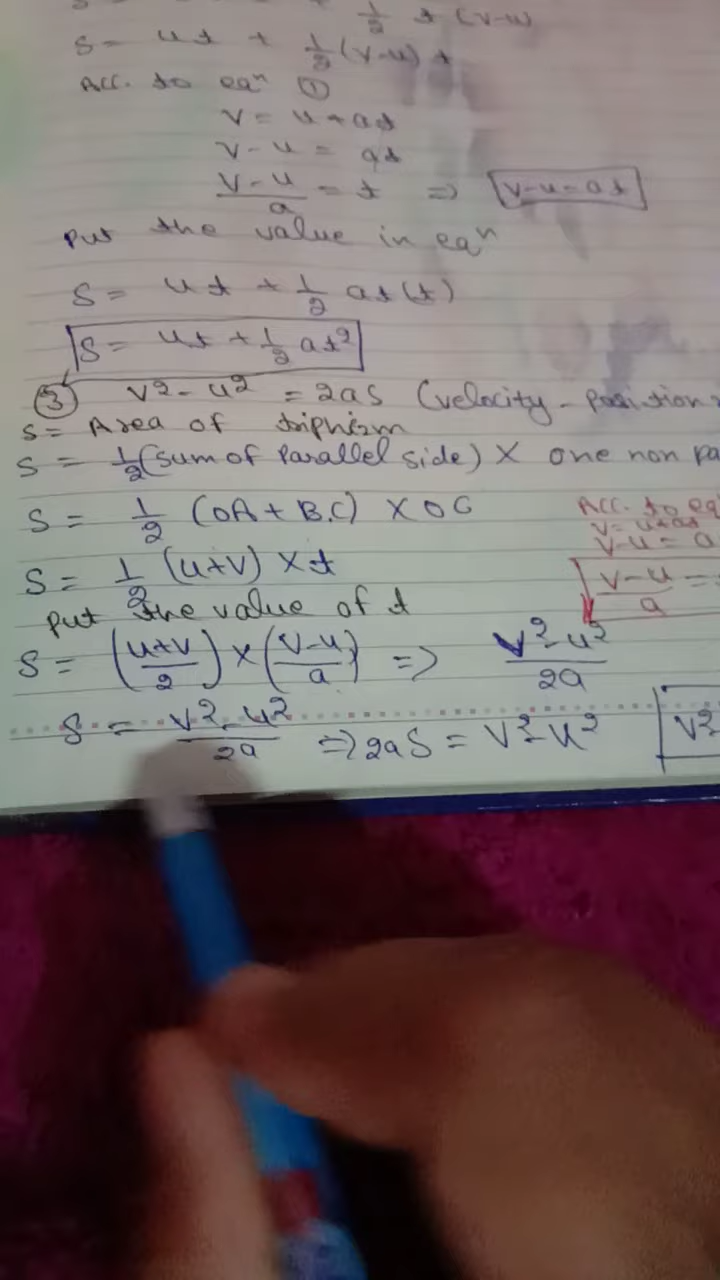 1/2 t (v-u)
S = ut + 1/2 (v-u) t
Acc. to eqⁿ ①
v = u + at
v - u = at
v - u / a = t ⇒ v - u = at
Put the value in eqⁿ
S = ut + 1/2 at (t)
S = ut + 1/2 at²
③ v² - u² = 2as (velocity - Position
S = Area of triphizm
S = 1/2 (sum of Parallel side) × one non pa
S = 1/2 (OA + BC) × OC
S = 1/2 (u+v) × t
Put the value of t
Acc. to eq
v = u+at
v-u = a
v-u / a =
S = (u+v / 2) × (v-u / a) ⇒ v² - u² / 2a
S = v² - u² / 2a ⇒ 2aS = v² - u² v²